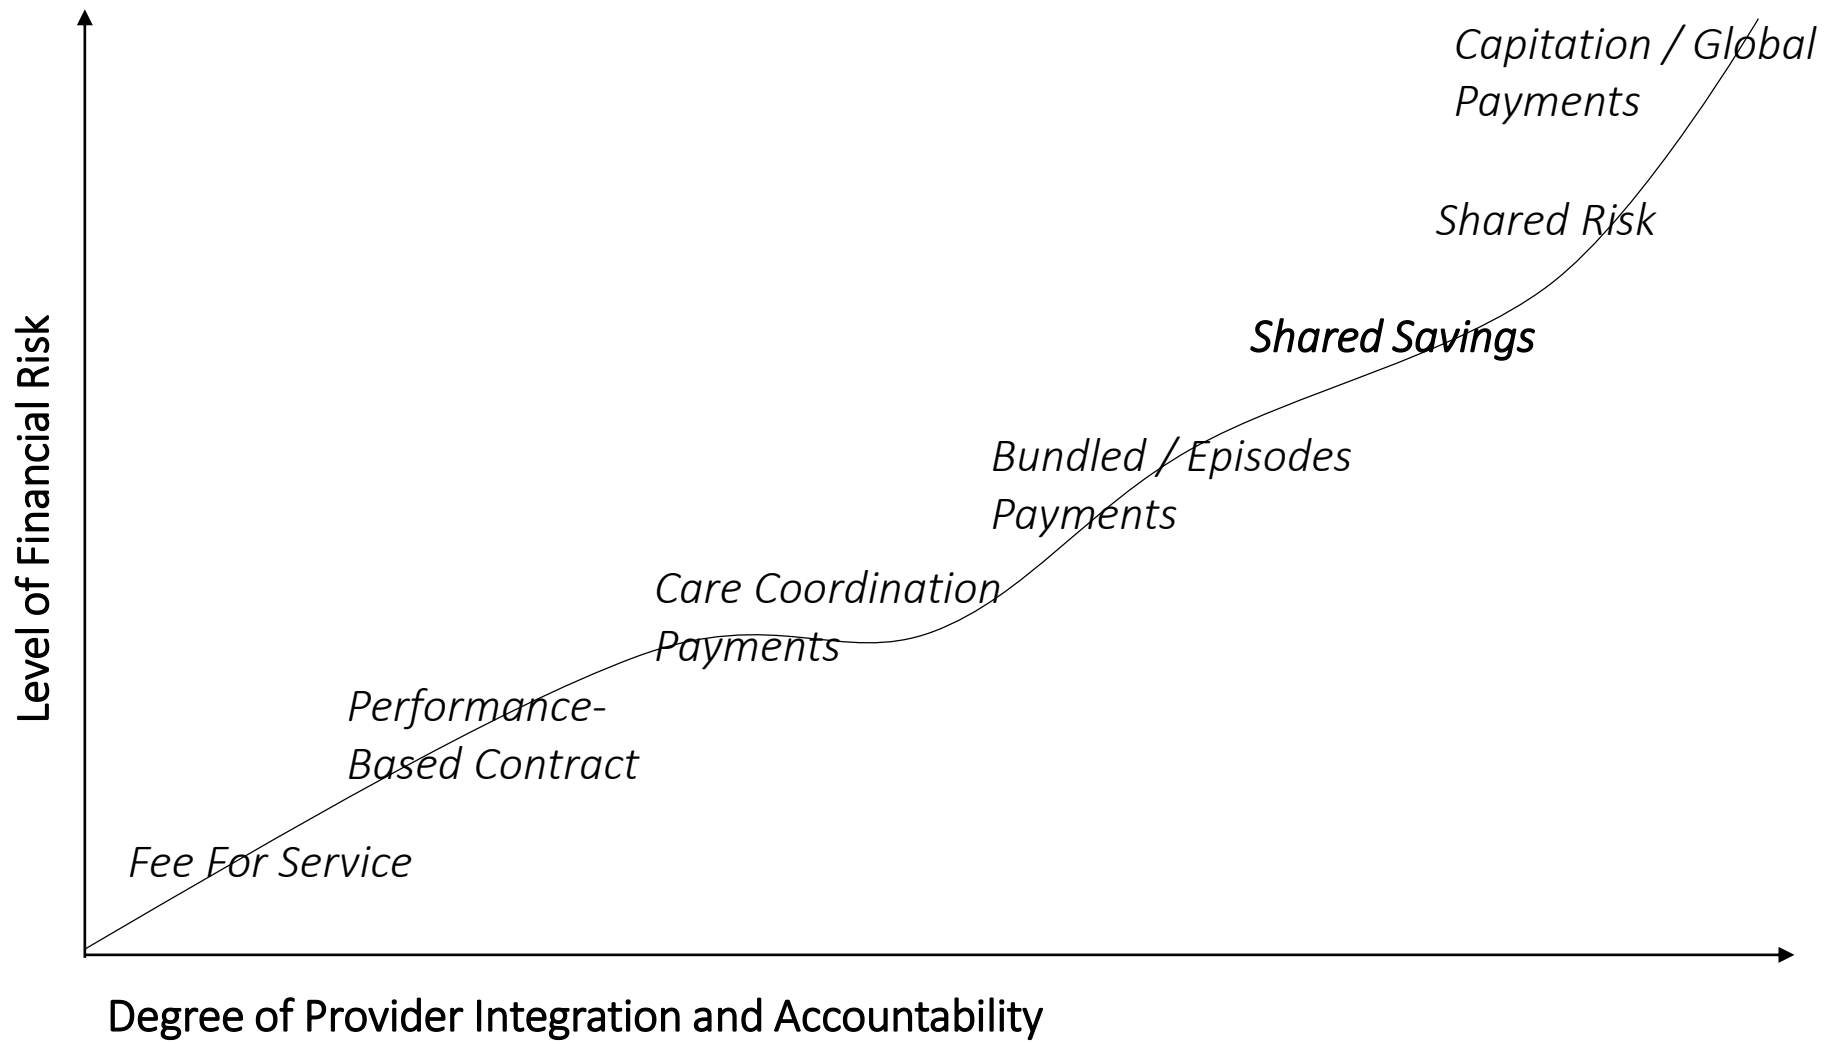 Capitation / Global
Payments
Shared Risk
Shared Savings
Bundled / Episodes
Payments
Care Coordination
Payments
Performance-
Based Contract
Fee For Service
Level of Financial Risk
Degree of Provider Integration and Accountability